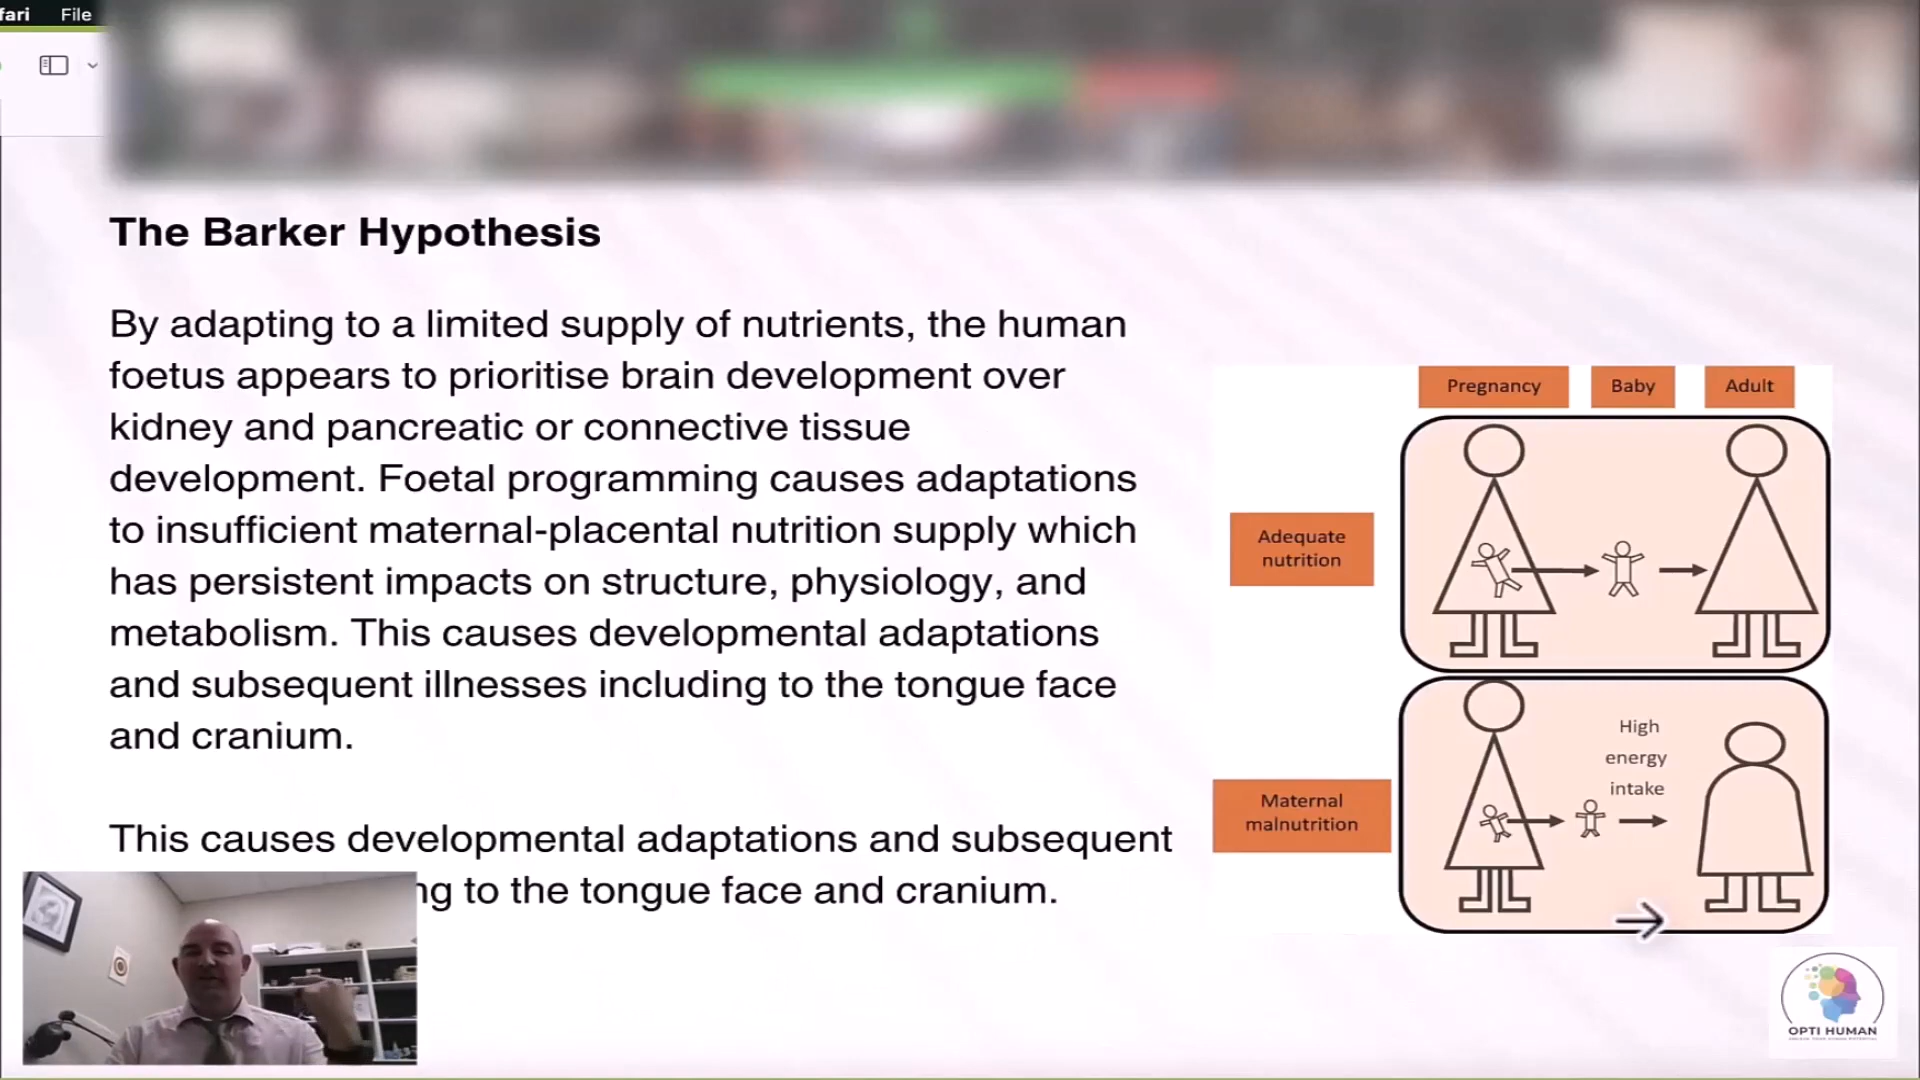 fari File
The Barker Hypothesis
By adapting to a limited supply of nutrients, the human
foetus appears to prioritise brain development over
kidney and pancreatic or connective tissue
development. Foetal programming causes adaptations
to insufficient maternal-placental nutrition supply which
has persistent impacts on structure, physiology, and
metabolism. This causes developmental adaptations
and subsequent illnesses including to the tongue face
and cranium.
This causes developmental adaptations and subsequent
ng to the tongue face and cranium.
Pregnancy Baby Adult
Adequate
nutrition
Maternal
malnutrition
High
energy
intake
OPTI HUMAN